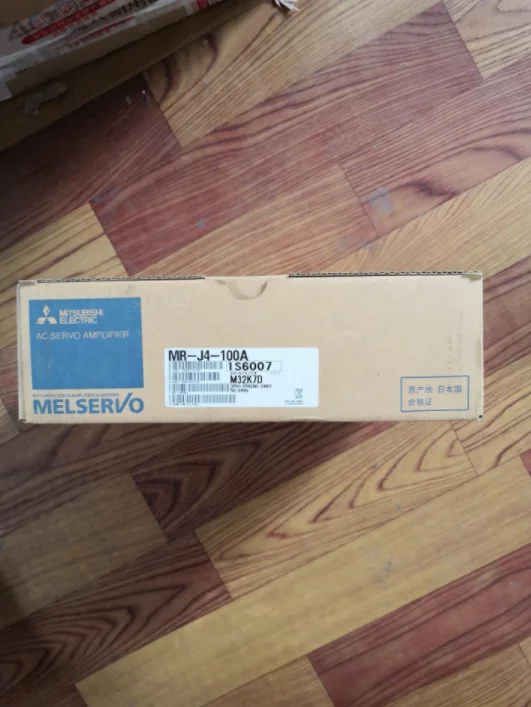 MITSUBISHI
ELECTRIC
AC SERVO AMPLIFIER
MELSERVO
MR-J4-100A
1S6007
M32K7D
原产地 日本国
合格证